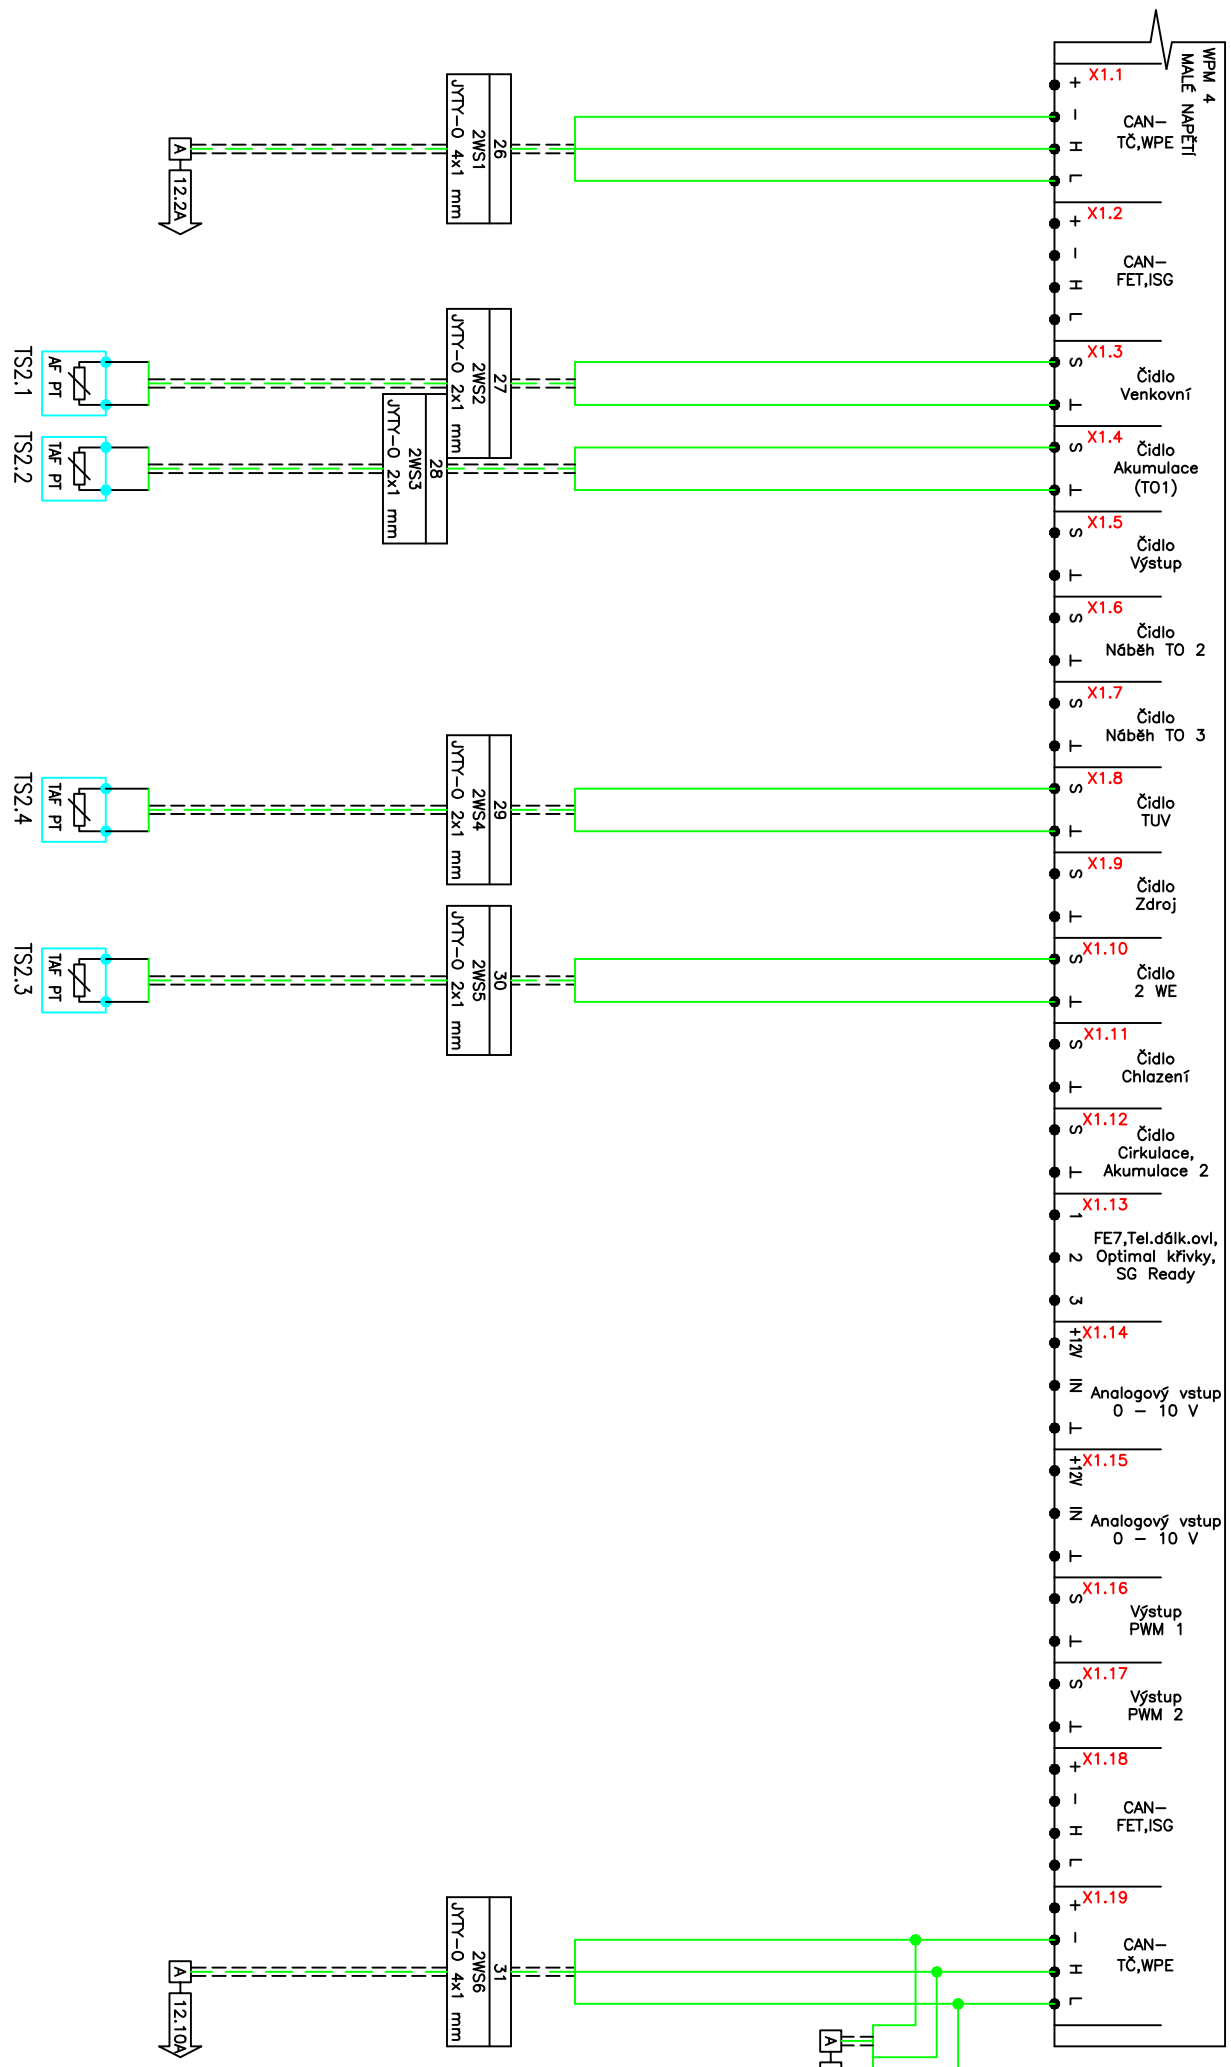 WPM 4
MALÉ NAPĚTÍ
X1.1
+ - H L
CAN-
TČ,WPE
26
2WS1
JYTY-O 4x1 mm
A
12.2A
X1.2
+ - H L
CAN-
FET,ISG
X1.3
S ⊥
Čidlo
Venkovní
27
2WS2
JYTY-O 2x1 mm
AF PT
TS2.1
X1.4
S ⊥
Čidlo
Akumulace
(TO1)
28
2WS3
JYTY-O 2x1 mm
TAF PT
TS2.2
X1.5
S ⊥
Čidlo
Výstup
X1.6
S ⊥
Čidlo
Náběh TO 2
X1.7
S ⊥
Čidlo
Náběh TO 3
X1.8
S ⊥
Čidlo
TUV
29
2WS4
JYTY-O 2x1 mm
TAF PT
TS2.4
X1.9
S ⊥
Čidlo
Zdroj
X1.10
S ⊥
Čidlo
2 WE
30
2WS5
JYTY-O 2x1 mm
TAF PT
TS2.3
X1.11
S ⊥
Čidlo
Chlazení
X1.12
S ⊥
Čidlo
Cirkulace,
Akumulace 2
X1.13
1 2 3
FE7,Tel.dálk.ovl,
Optimal křivky,
SG Ready
X1.14
+12V IN ⊥
Analogový vstup
0 - 10 V
X1.15
+12V IN ⊥
Analogový vstup
0 - 10 V
X1.16
S ⊥
Výstup
PWM 1
X1.17
S ⊥
Výstup
PWM 2
X1.18
+ - H L
CAN-
FET,ISG
X1.19
+ - H L
CAN-
TČ,WPE
31
2WS6
JYTY-O 4x1 mm
A
12.10A
A